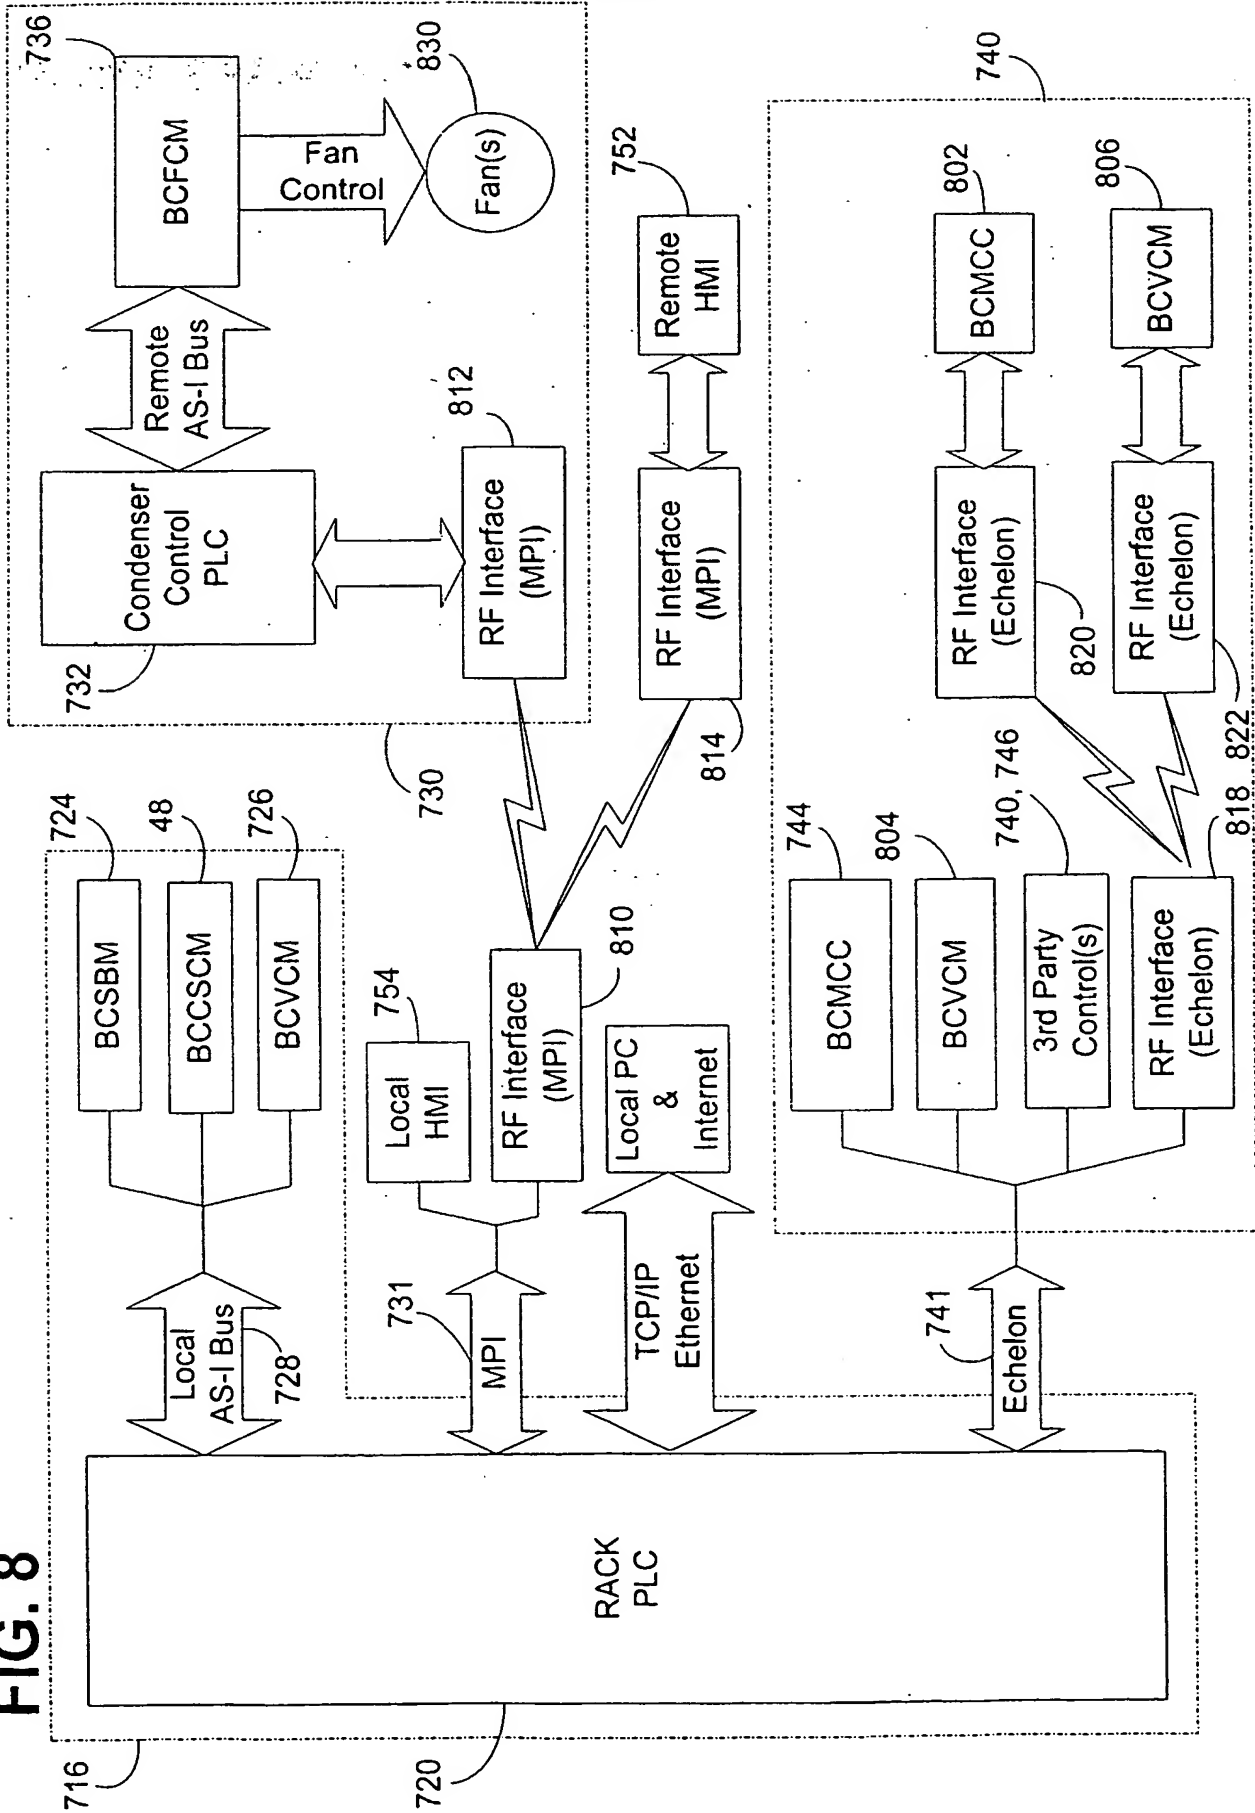 FIG. 8
716
720
RACK
PLC
Local
AS-I Bus
728
724
BCSBM
48
BCCSCM
726
BCVCM
731
MPI
754
Local
HMI
RF Interface
(MPI)
810
TCP/IP
Ethernet
Local PC
&
Internet
741
Echelon
744
BCMCC
804
BCVCM
740, 746
3rd Party
Control(s)
818
RF Interface
(Echelon)
730
732
Condenser
Control
PLC
Remote
AS-I Bus
736
BCFCM
Fan
Control
830
Fan(s)
812
RF Interface
(MPI)
814
RF Interface
(MPI)
752
Remote
HMI
740
820
RF Interface
(Echelon)
802
BCMCC
822
RF Interface
(Echelon)
806
BCVCM